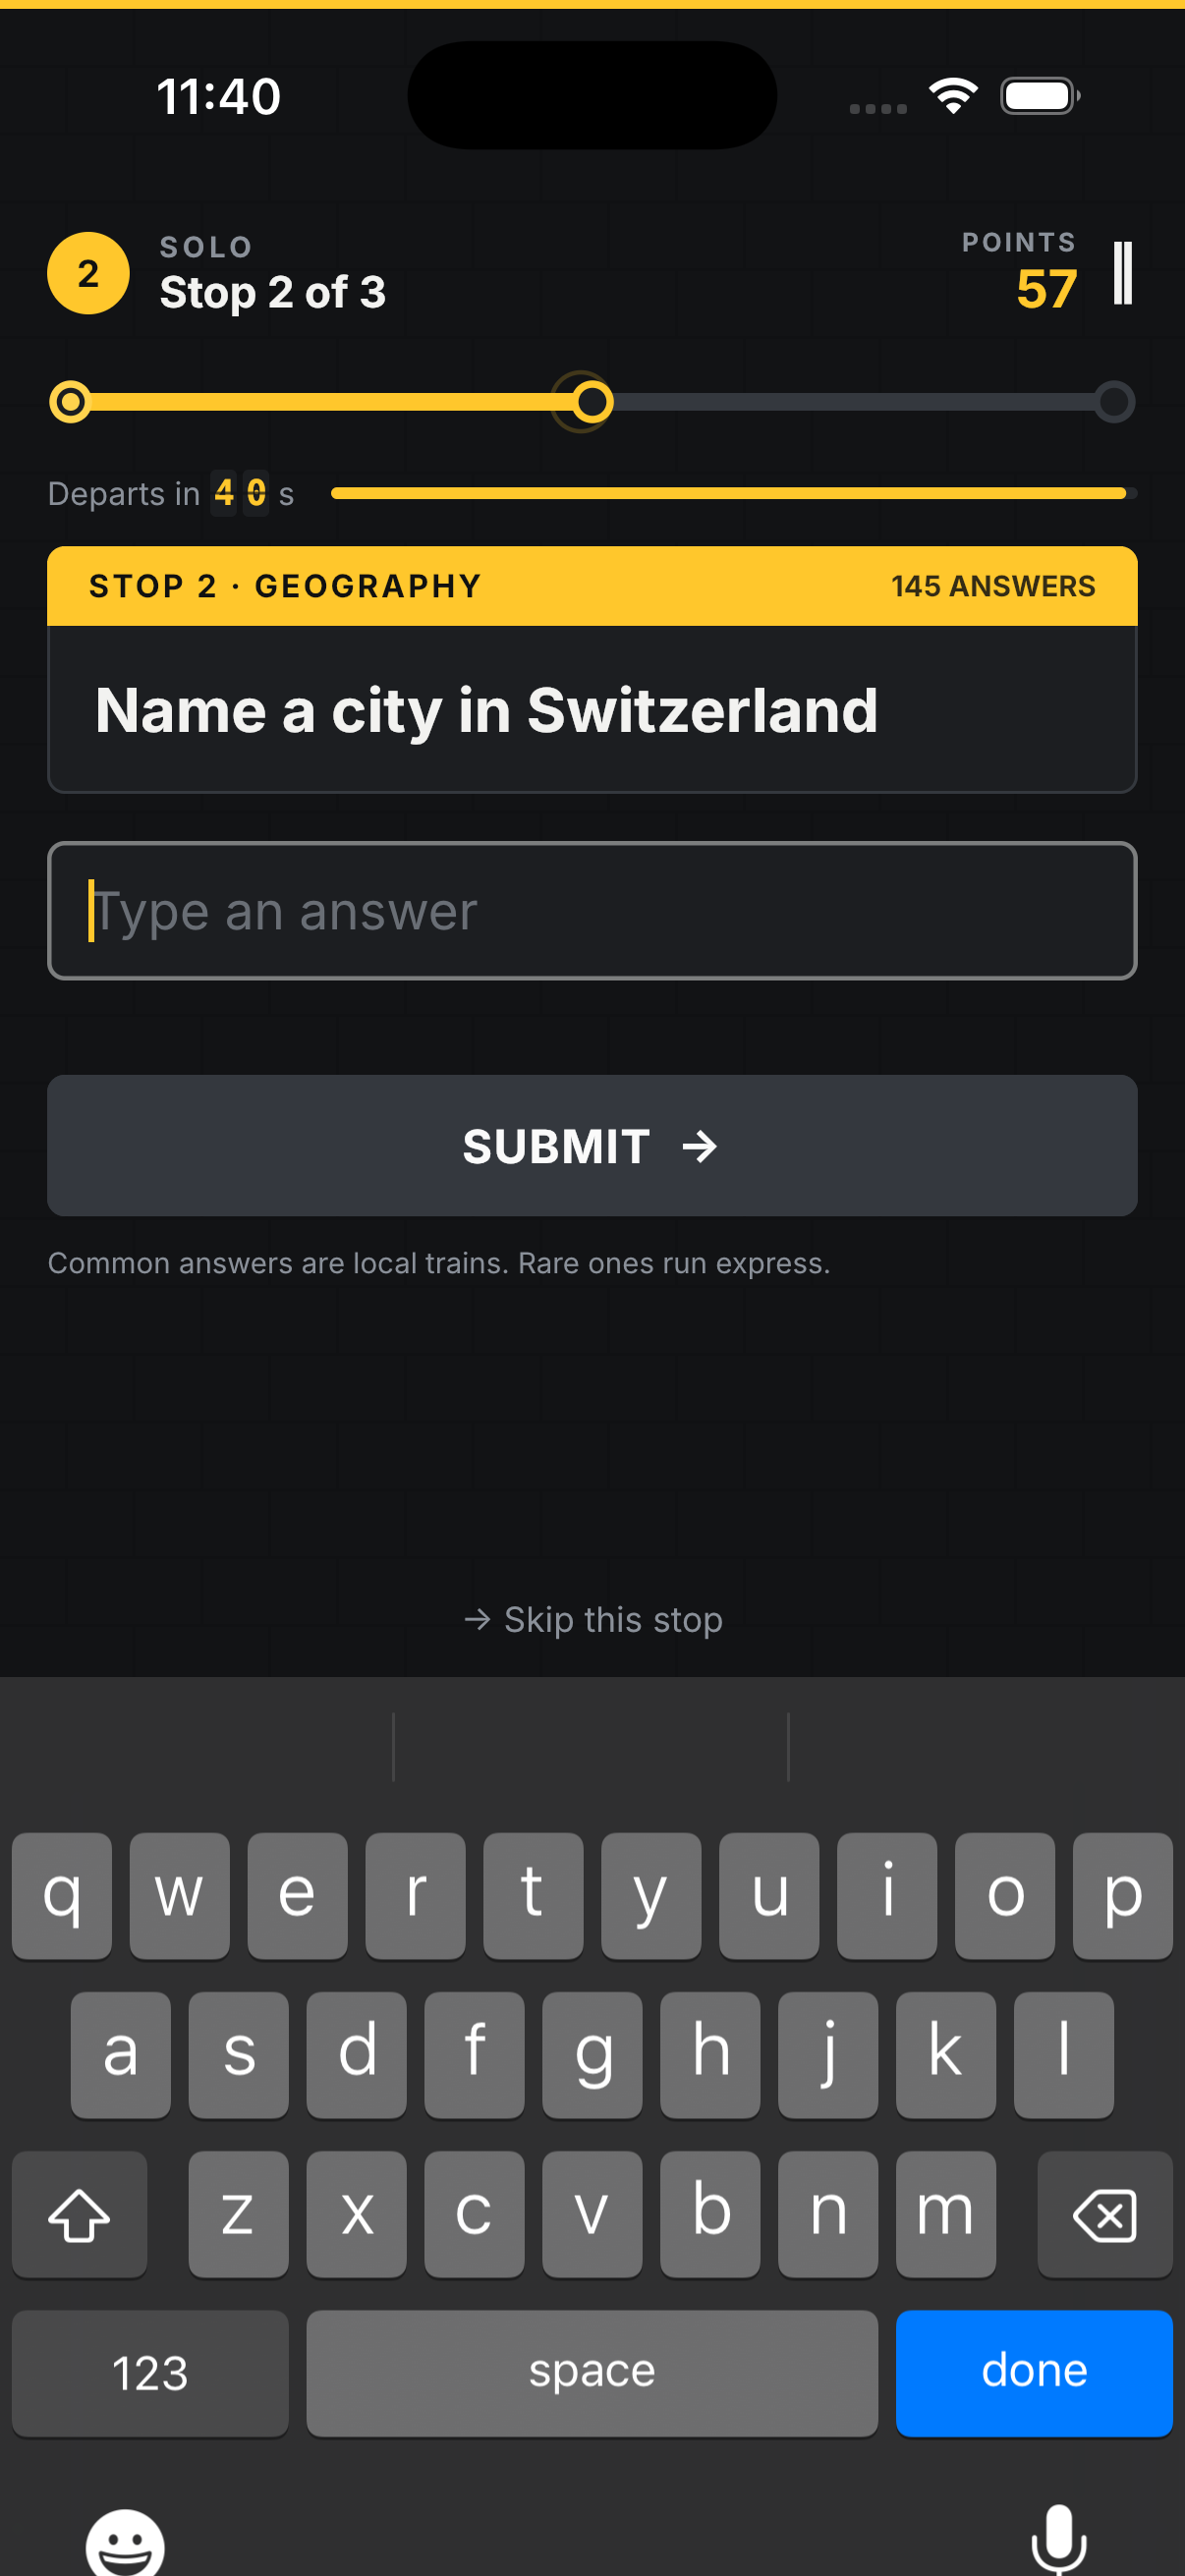 11:40
2
SOLO
Stop 2 of 3
POINTS
57
Departs in 40 s
STOP 2 · GEOGRAPHY
145 ANSWERS
Name a city in Switzerland
Type an answer
SUBMIT →
Common answers are local trains. Rare ones run express.
→ Skip this stop
q w e r t y u i o p
a s d f g h j k l
z x c v b n m
123 space done